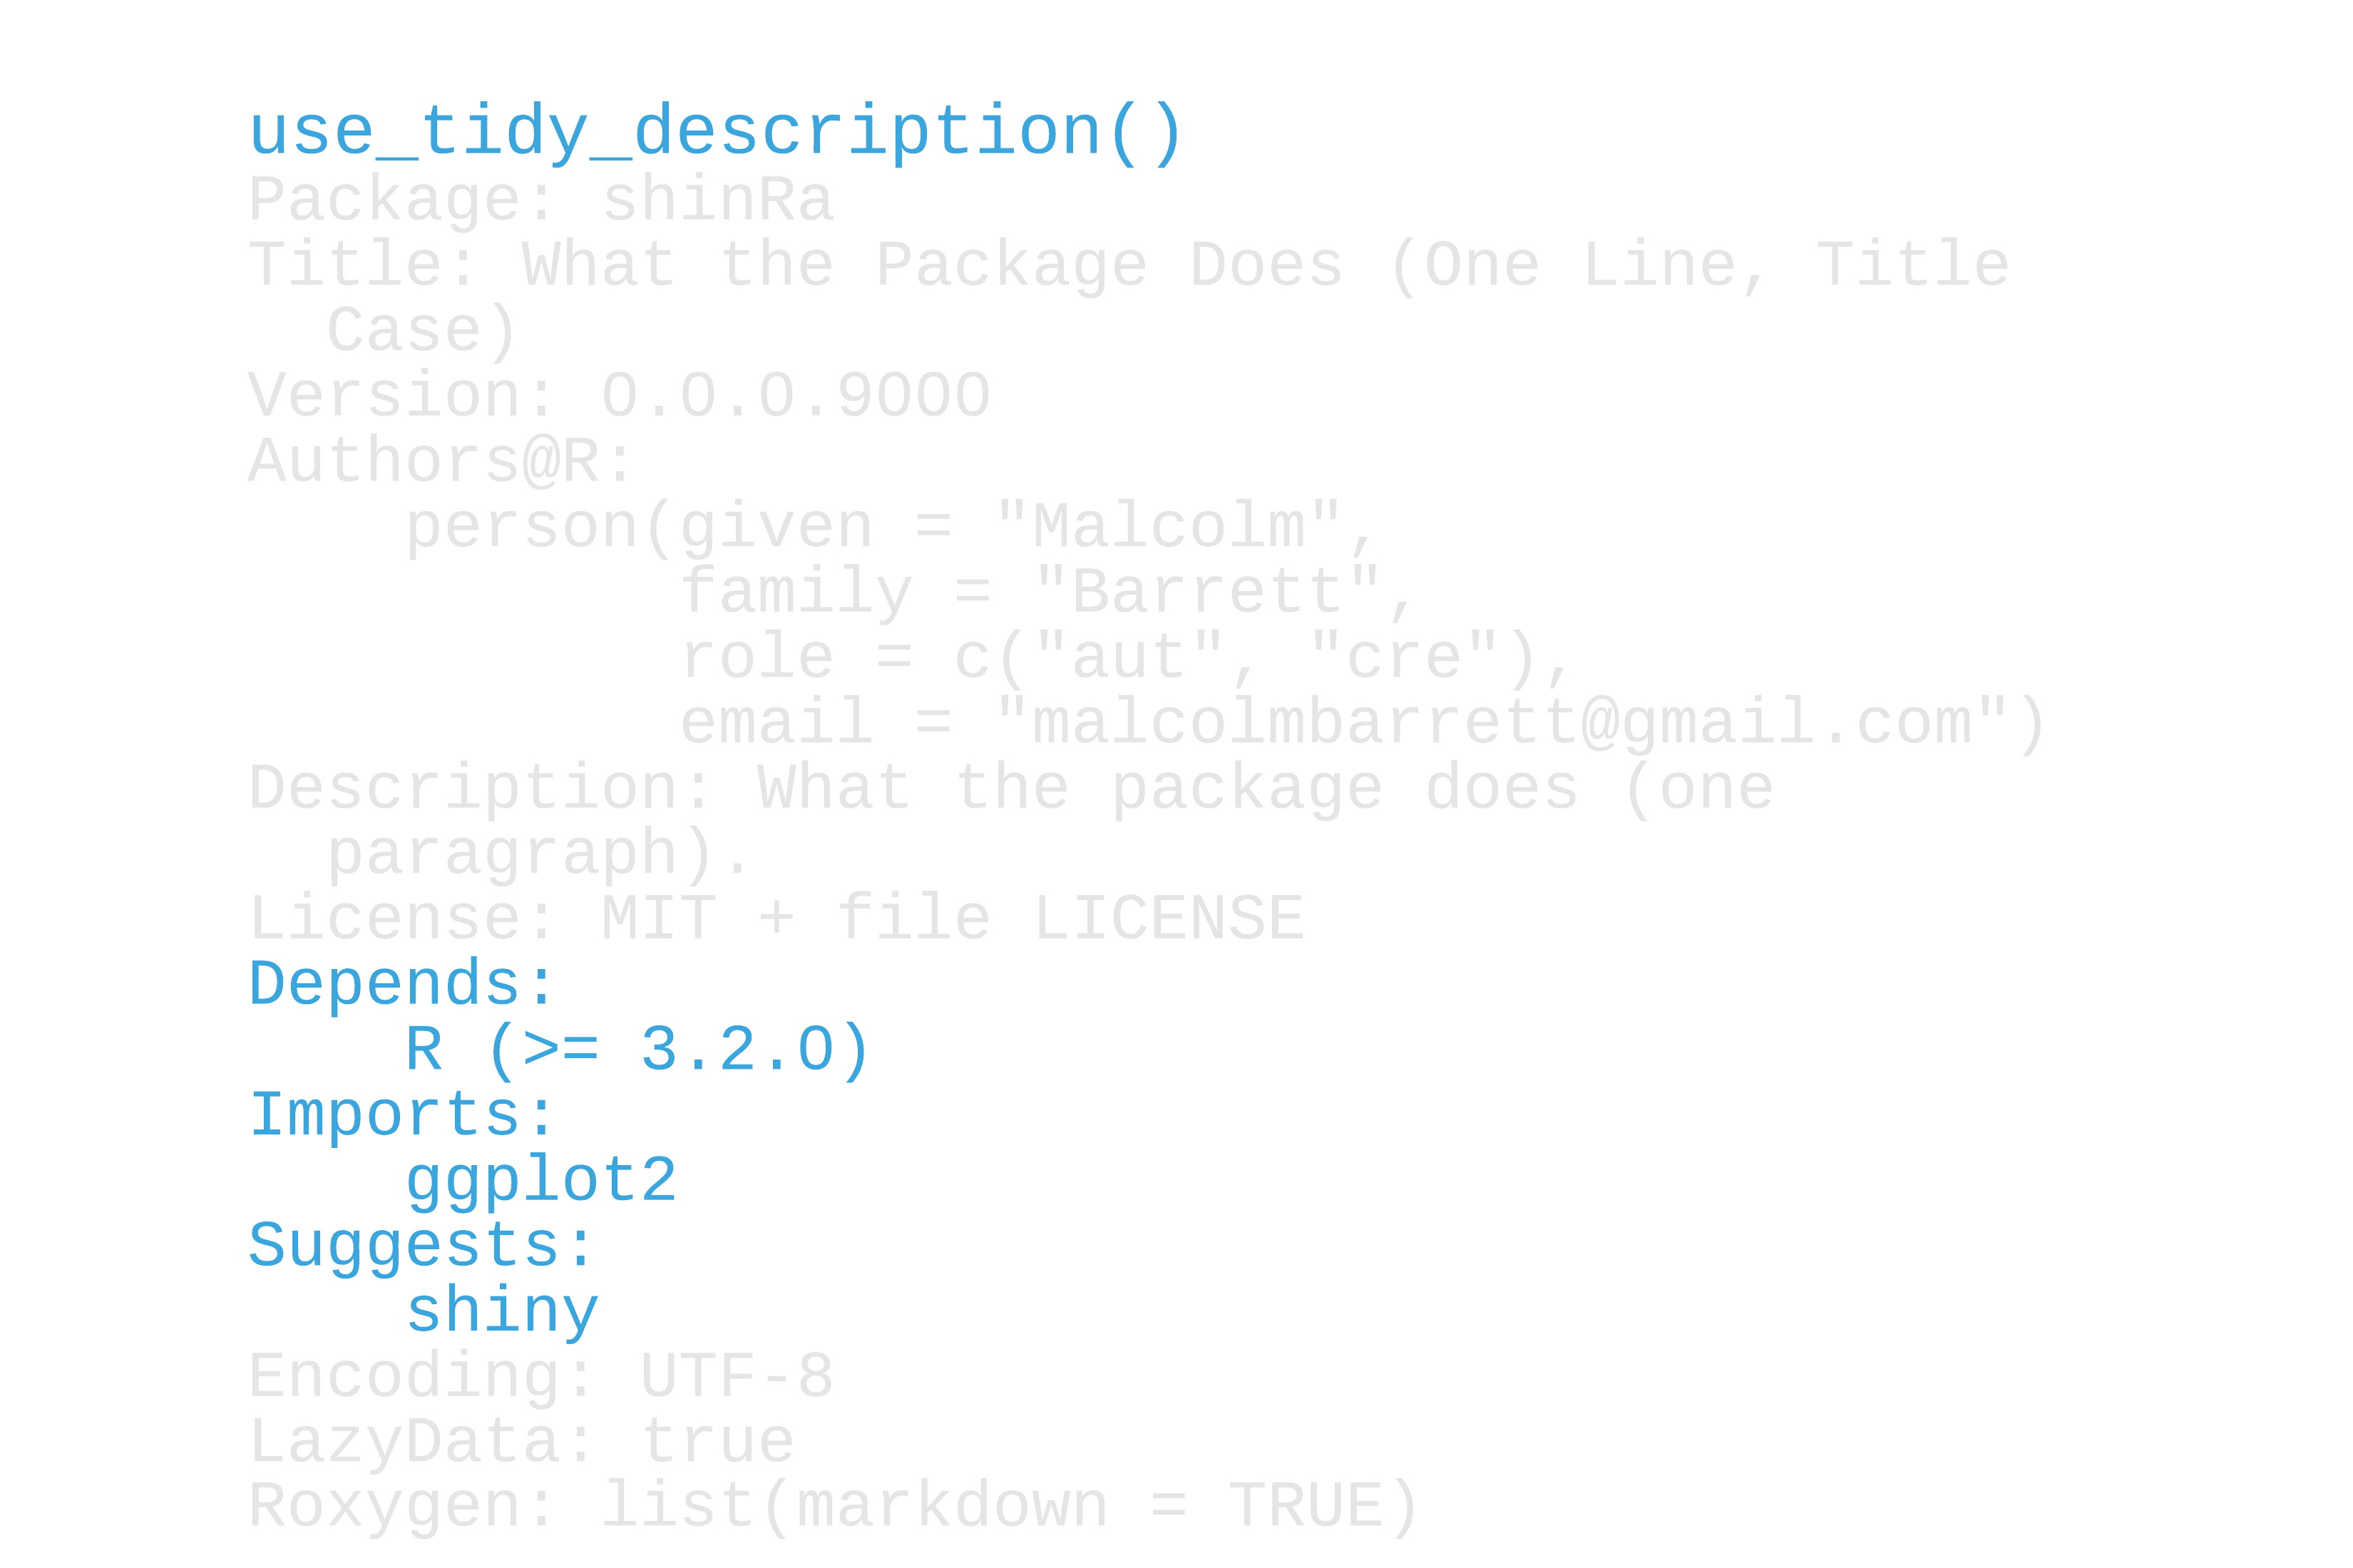 use_tidy_description()
Package: shinRa
Title: What the Package Does (One Line, Title
  Case)
Version: 0.0.0.9000
Authors@R:
    person(given = "Malcolm",
           family = "Barrett",
           role = c("aut", "cre"),
           email = "malcolmbarrett@gmail.com")
Description: What the package does (one
  paragraph).
License: MIT + file LICENSE
Depends:
    R (>= 3.2.0)
Imports:
    ggplot2
Suggests:
    shiny
Encoding: UTF-8
LazyData: true
Roxygen: list(markdown = TRUE)